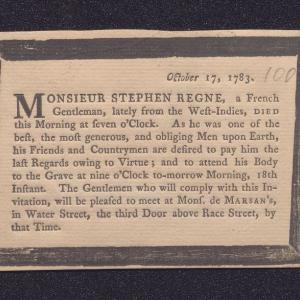 October 17, 1783.
100
MONSIEUR STEPHEN REGNE, a French
Gentleman, lately from the West-Indies, DIED
this Morning at ſeven o'Clock. As he was one of the
beſt, the moſt generous, and obliging Men upon Earth,
his Friends and Countrymen are deſired to pay him the
laſt Regards owing to Virtue; and to attend his Body
to the Grave at nine o'Clock to-morrow Morning, 18th
Inſtant. The Gentlemen who will comply with this In-
vitation, will be pleaſed to meet at Monſ. de MARSAN's,
in Water Street, the third Door above Race Street, by
that Time.